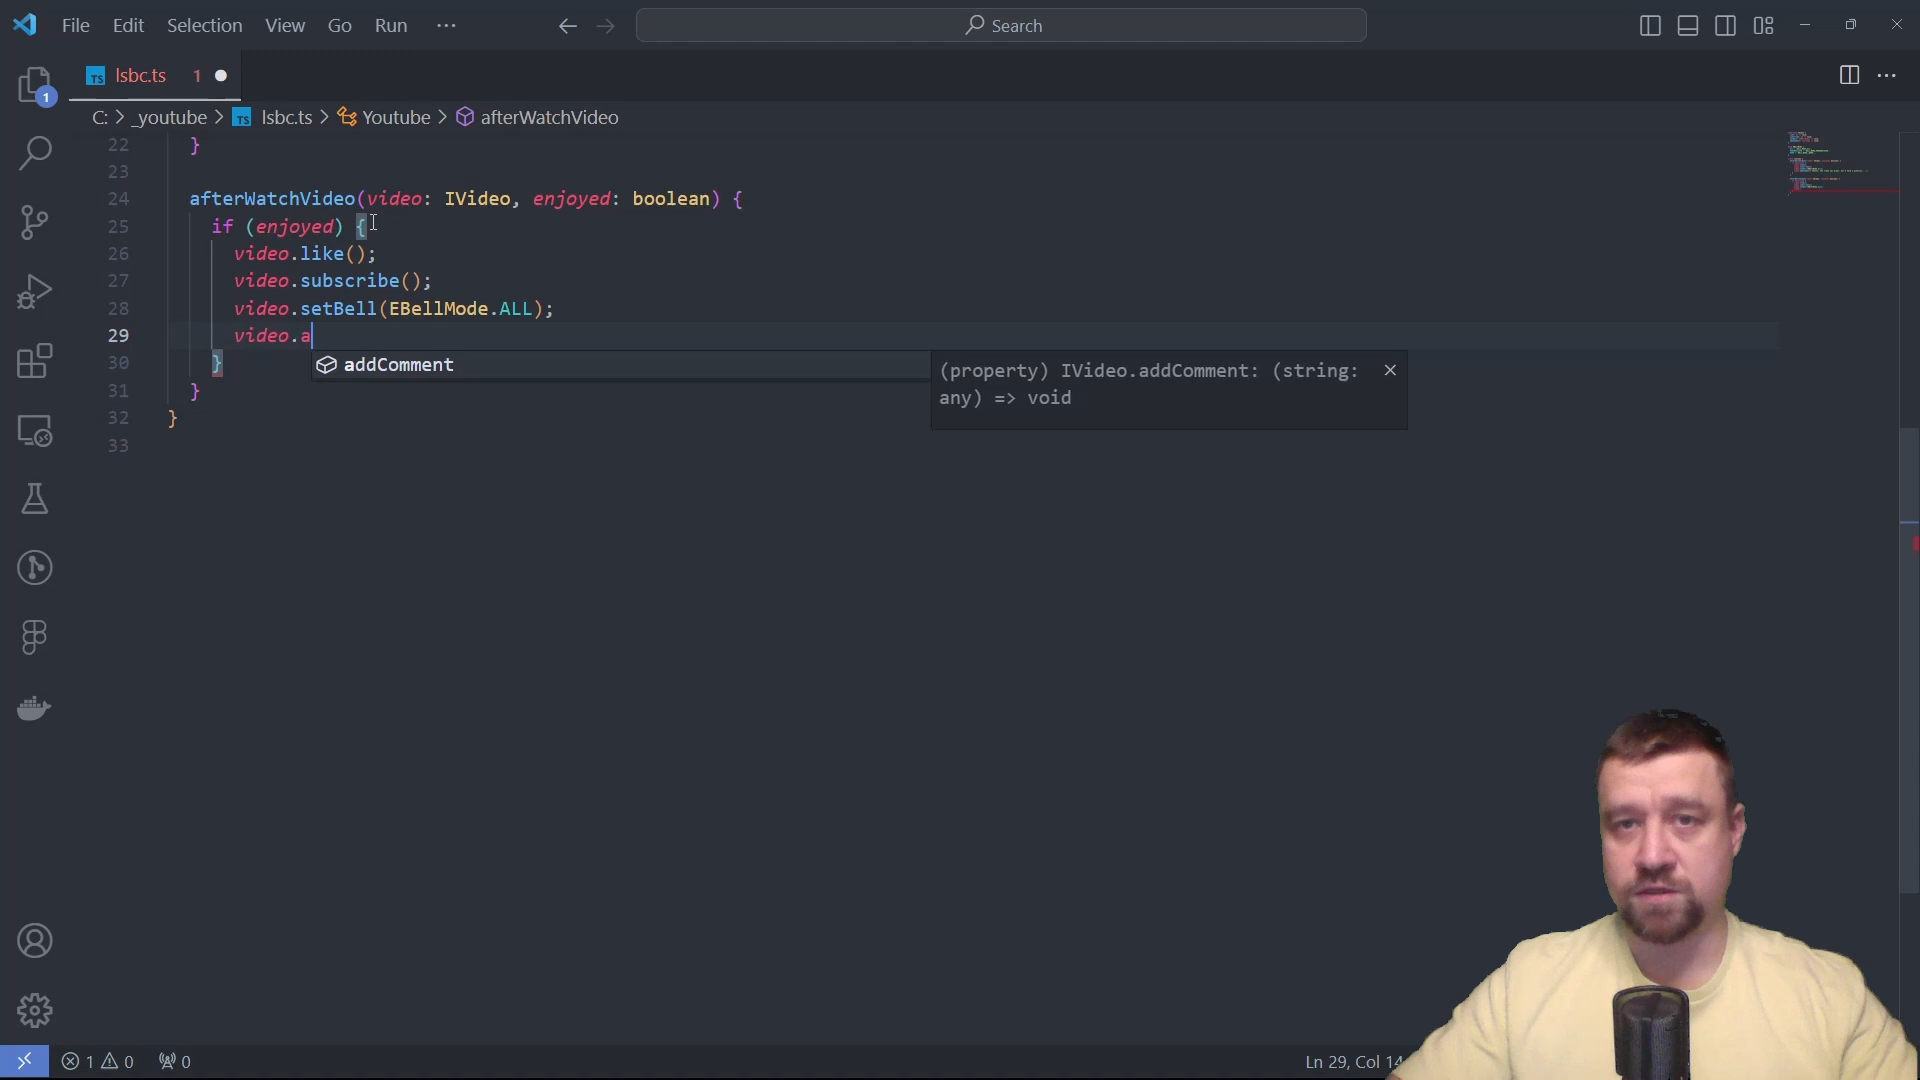 File Edit Selection View Go Run ··· Search
TS lsbc.ts 1
C: > _youtube > TS lsbc.ts > Youtube > afterWatchVideo
1
22 }
23
24 afterWatchVideo(video: IVideo, enjoyed: boolean) {
25 if (enjoyed) {
26 video.like();
27 video.subscribe();
28 video.setBell(EBellMode.ALL);
29 video.a
30 }
31 }
32 }
33
addComment
(property) IVideo.addComment: (string:
any) => void
1 0 0 Ln 29, Col 14